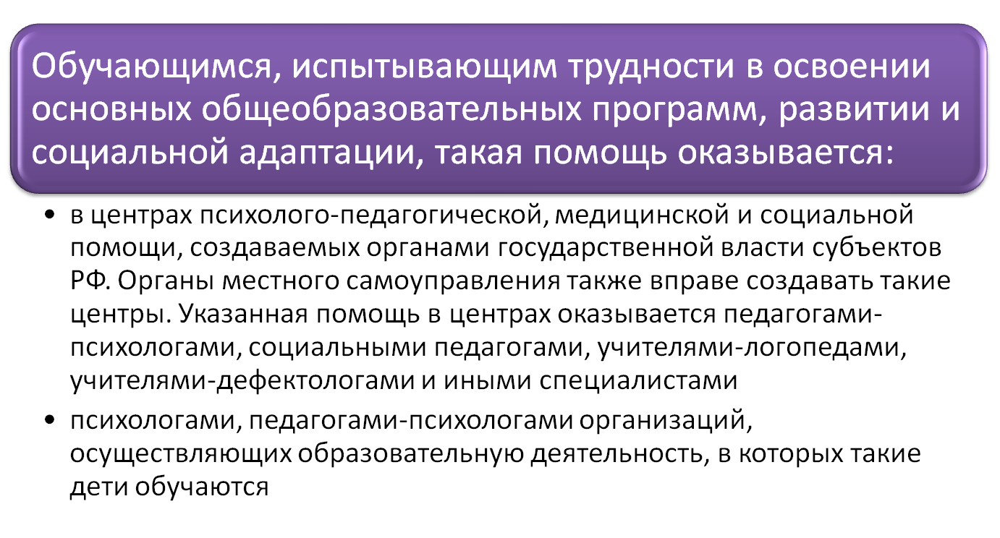 Обучающимся, испытывающим трудности в освоении
основных общеобразовательных программ, развитии и
социальной адаптации, такая помощь оказывается:
• в центрах психолого-педагогической, медицинской и социальной
помощи, создаваемых органами государственной власти субъектов
РФ. Органы местного самоуправления также вправе создавать такие
центры. Указанная помощь в центрах оказывается педагогами-
психологами, социальными педагогами, учителями-логопедами,
учителями-дефектологами и иными специалистами
• психологами, педагогами-психологами организаций,
осуществляющих образовательную деятельность, в которых такие
дети обучаются